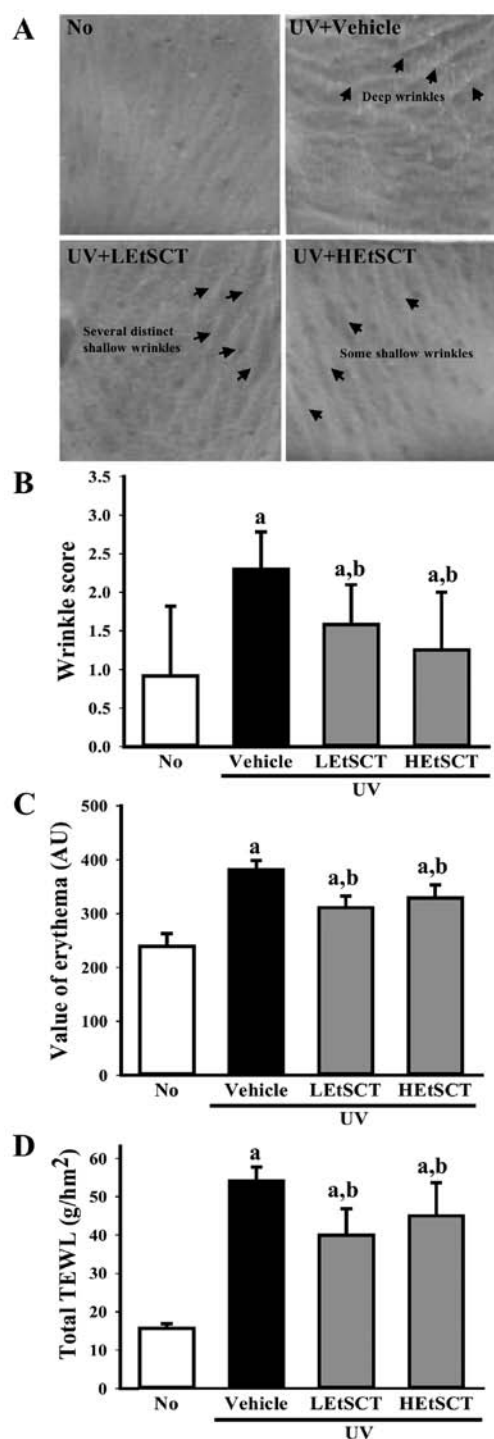 A
No
UV+Vehicle
Deep wrinkles
UV+LEtSCT
UV+HEtSCT
Several distinct
shallow wrinkles
Some shallow wrinkles
B
Wrinkle score
3.5
3.0
2.5
2.0
1.5
1.0
0.5
0.0
a
a,b
a,b
No
Vehicle
LEtSCT
HEtSCT
UV
C
Value of erythema (AU)
500
400
300
200
100
0
a
a,b
a,b
No
Vehicle
LEtSCT
HEtSCT
UV
D
Total TEWL (g/hm²)
60
50
40
30
20
10
0
a
a,b
a,b
No
Vehicle
LEtSCT
HEtSCT
UV